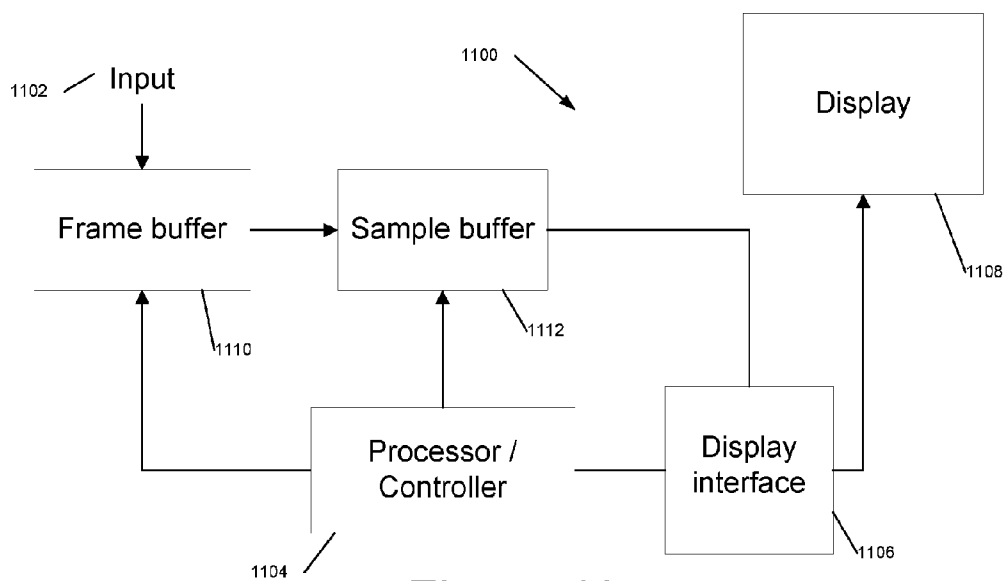 1102
Input
1100
Display
Frame buffer
Sample buffer
1108
1110
1112
Processor /
Controller
Display
interface
1104
1106